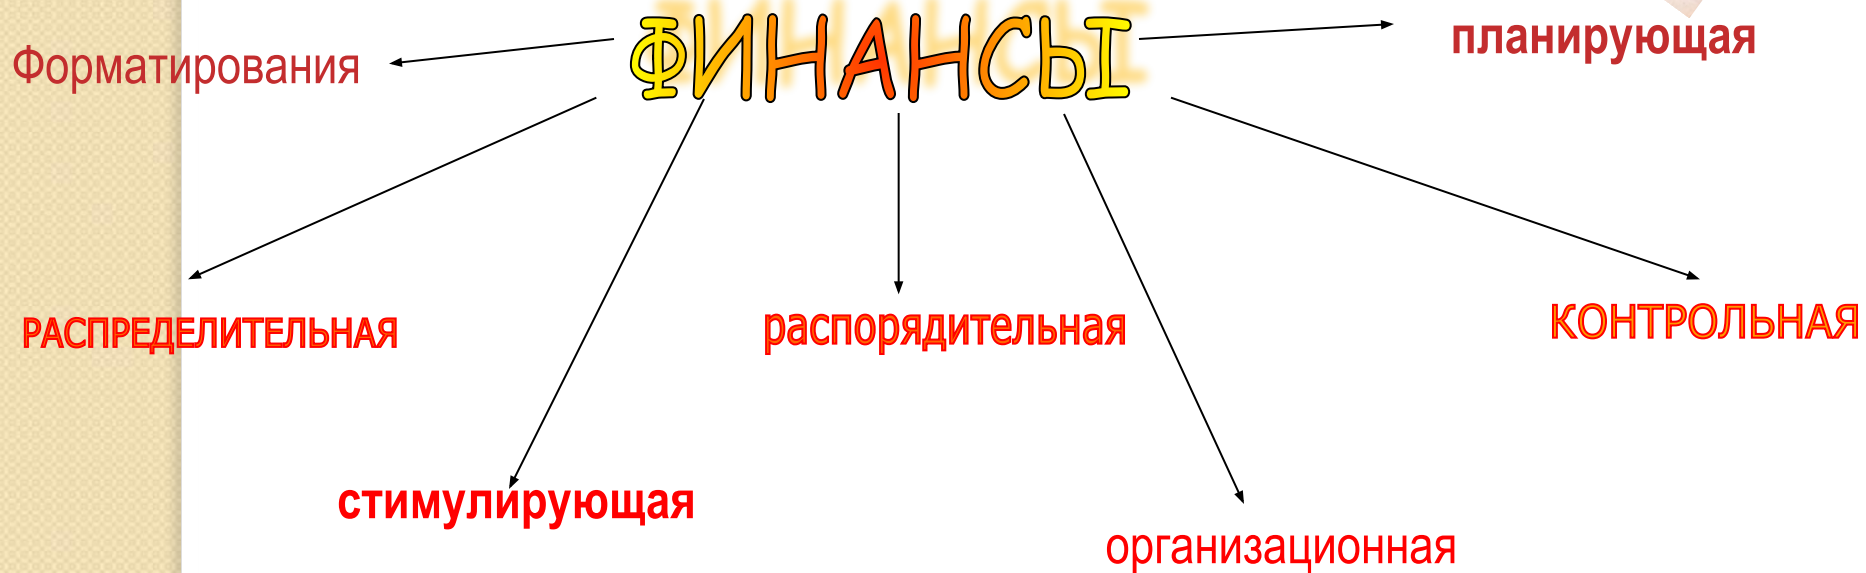 ФИНАНСЫ
планирующая
Форматирования
РАСПРЕДЕЛИТЕЛЬНАЯ
распорядительная
КОНТРОЛЬНАЯ
стимулирующая
организационная